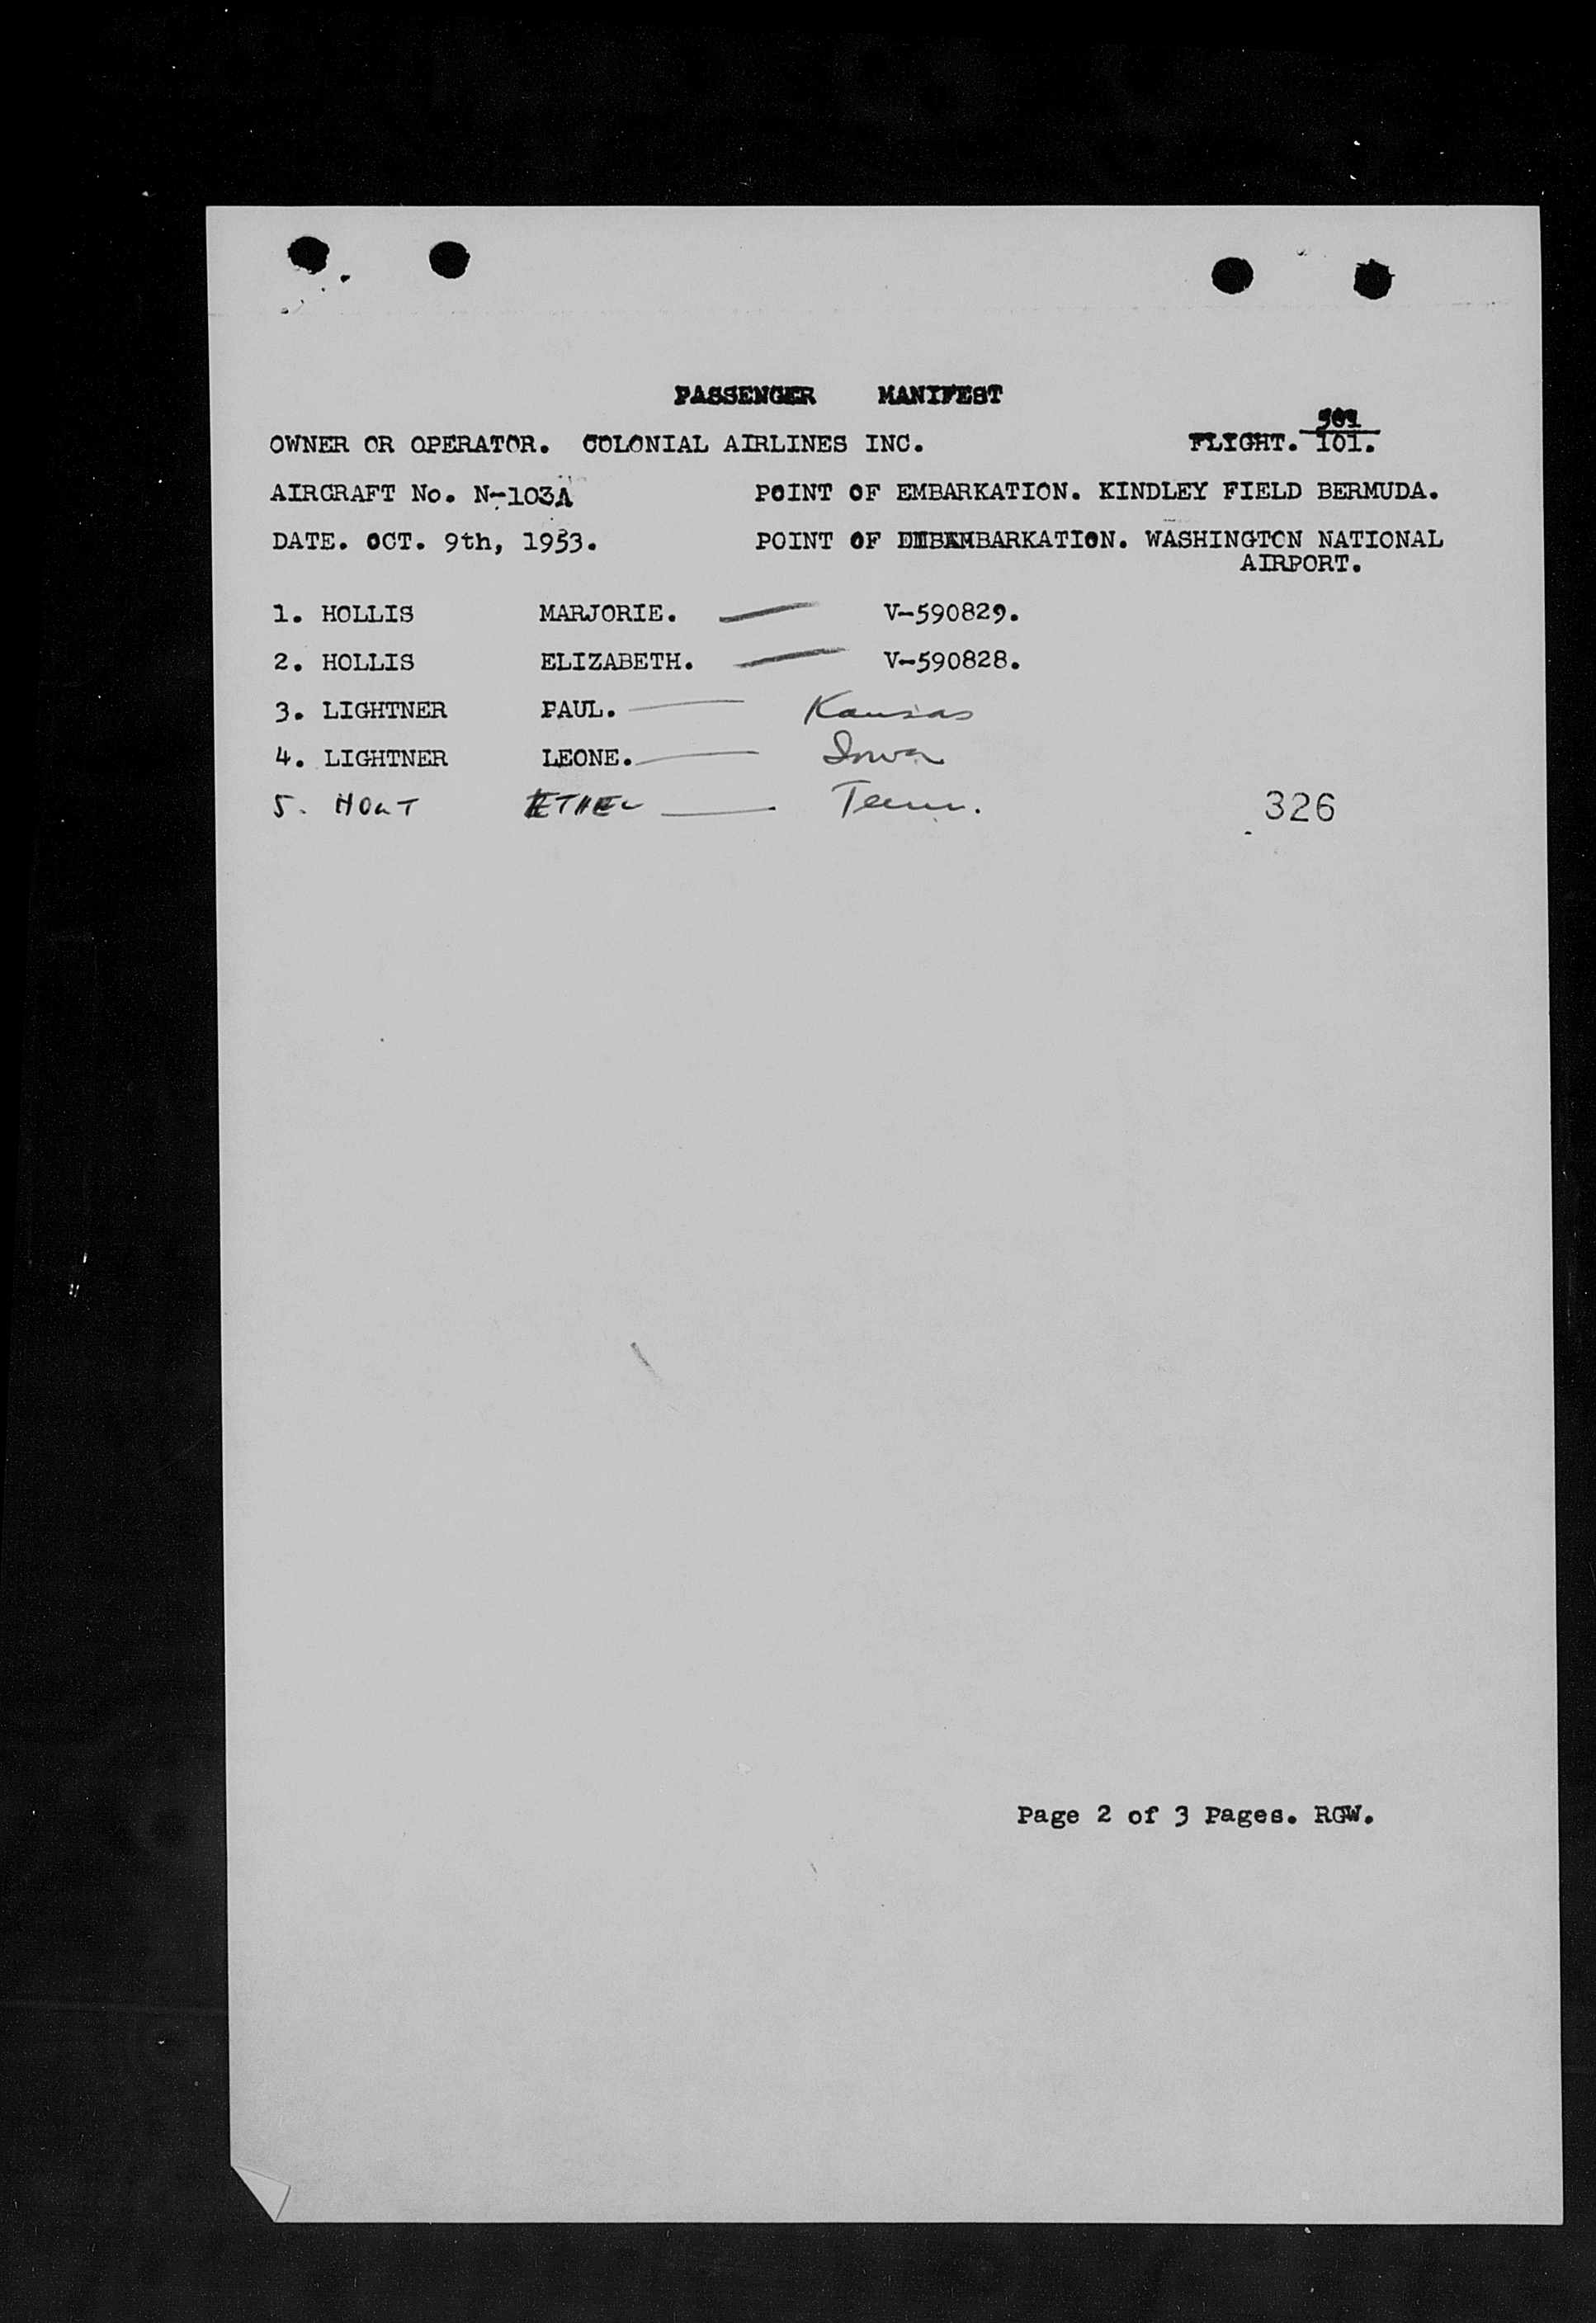 PASSENGER MANIFEST
OWNER OR OPERATOR. COLONIAL AIRLINES INC. FLIGHT. 101.
AIRCRAFT No. N-103A POINT OF EMBARKATION. KINDLEY FIELD BERMUDA.
DATE. OCT. 9th, 1953. POINT OF WASHINGTON NATIONAL
AIRPORT.
1. HOLLIS MARJORIE. V-590829.
2. HOLLIS ELIZABETH. V-590828.
3. LIGHTNER PAUL. Kansas
4. LIGHTNER LEONE. Iowa
5. HOLT ETHEL Tenn.
326
Page 2 of 3 Pages. RGW.